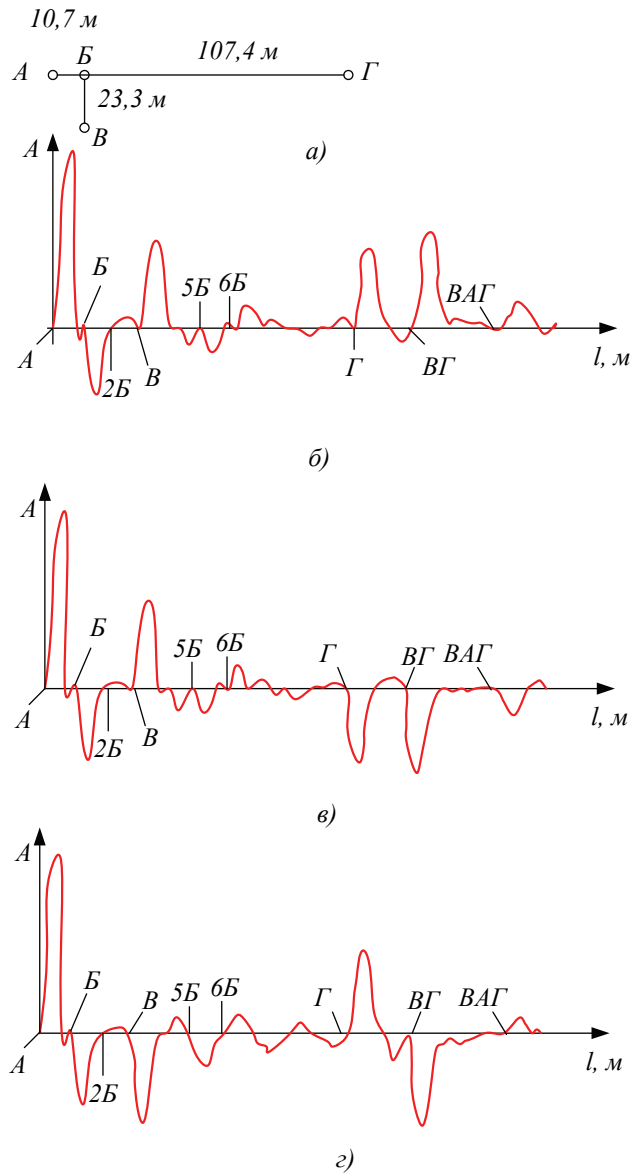 10,7 м
А Б 107,4 м Г
23,3 м
В
а)
А
Б 5Б 6Б ВАГ
А 2Б В Г ВГ l, м
б)
А
Б 5Б 6Б Г ВГ ВАГ
А 2Б В l, м
в)
А
Б В 5Б 6Б Г ВГ ВАГ
А 2Б l, м
г)